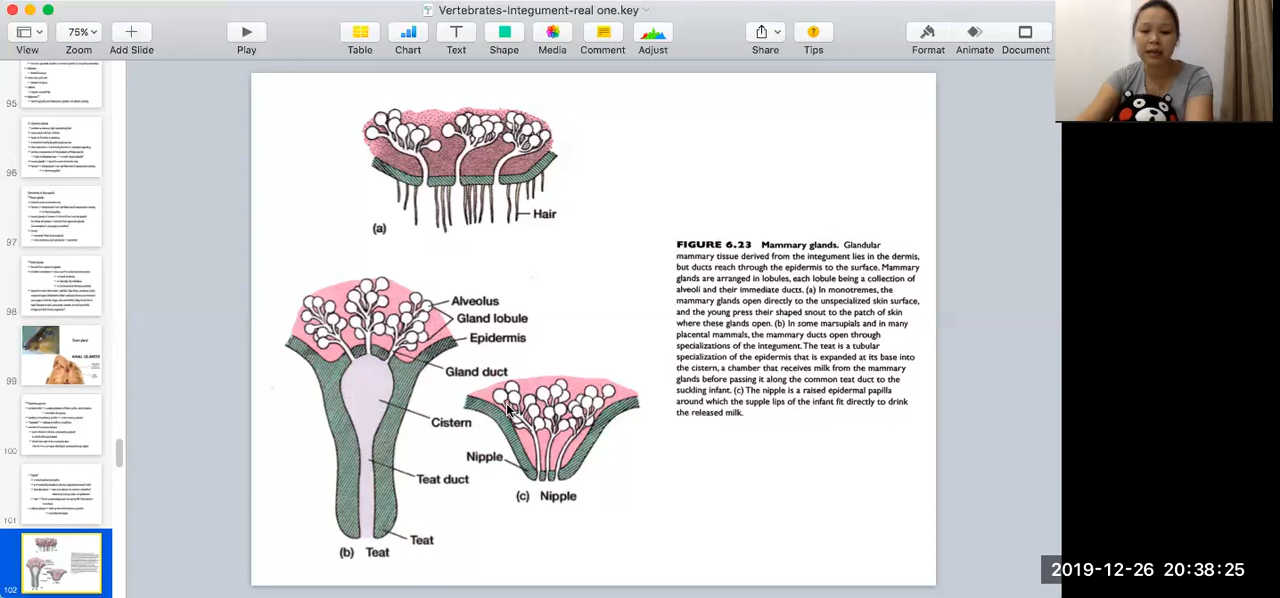 Vertebrates-Integument-real one.key
View
75%
Zoom
Add Slide
Play
Table
Chart
Text
Shape
Media
Comment
Adjust
Share
Tips
Format
Animate
Document
95
96
97
98
99
100
101
102
ANAL GLANDS
Hair
(a)
Alveolus
Gland lobule
Epidermis
Gland duct
Cistern
Teat duct
Teat
(b) Teat
Nipple
(c) Nipple
FIGURE 6.23 Mammary glands. Glandular
mammary tissue derived from the integument lies in the dermis,
but ducts reach through the epidermis to the surface. Mammary
glands are arranged in lobules, each lobule being a collection of
alveoli and their immediate ducts. (a) In monotremes, the
mammary glands open directly to the unspecialized skin surface,
and the young press their shaped snout to the patch of skin
where these glands open. (b) In some marsupials and in many
placental mammals, the mammary ducts open through
specializations of the integument. The teat is a tubular
specialization of the epidermis that is expanded at its base into
the cistern, a chamber that receives milk from the mammary
glands before passing it along the common teat duct to the
suckling infant. (c) The nipple is a raised epidermal papilla
around which the supple lips of the infant fit directly to drink
the released milk.
2019-12-26 20:38:25